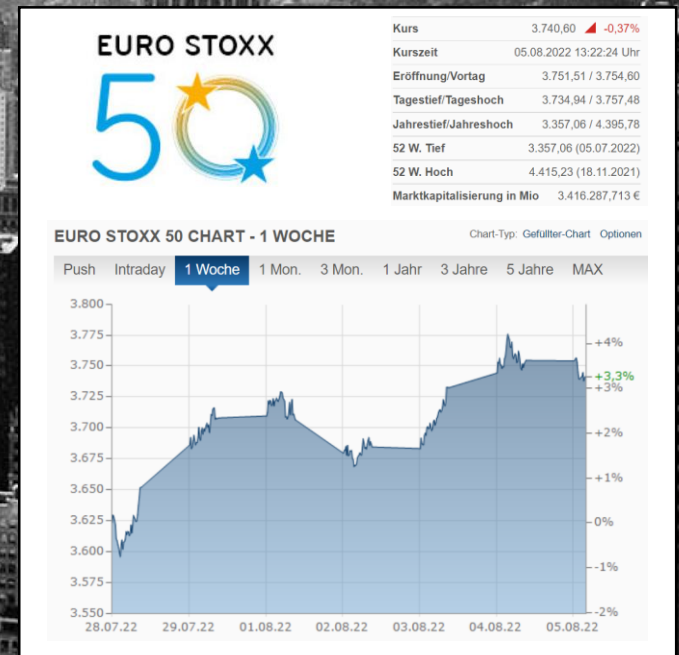 EURO STOXX
50
Kurs 3.740,60 -0,37%
Kurszeit 05.08.2022 13:22:24 Uhr
Eröffnung/Vortag 3.751,51 / 3.754,60
Tagestief/Tageshoch 3.734,94 / 3.757,48
Jahrestief/Jahreshoch 3.357,06 / 4.395,78
52 W. Tief 3.357,06 (05.07.2022)
52 W. Hoch 4.415,23 (18.11.2021)
Marktkapitalisierung in Mio 3.416.287,713 €
EURO STOXX 50 CHART - 1 WOCHE
Chart-Typ: Gefüllter-Chart Optionen
Push Intraday 1 Woche 1 Mon. 3 Mon. 1 Jahr 3 Jahre 5 Jahre MAX
3.800
3.775
3.750
3.725
3.700
3.675
3.650
3.625
3.600
3.575
3.550
+4%
+3,3%
+3%
+2%
+1%
0%
-1%
-2%
28.07.22 29.07.22 01.08.22 02.08.22 03.08.22 04.08.22 05.08.22